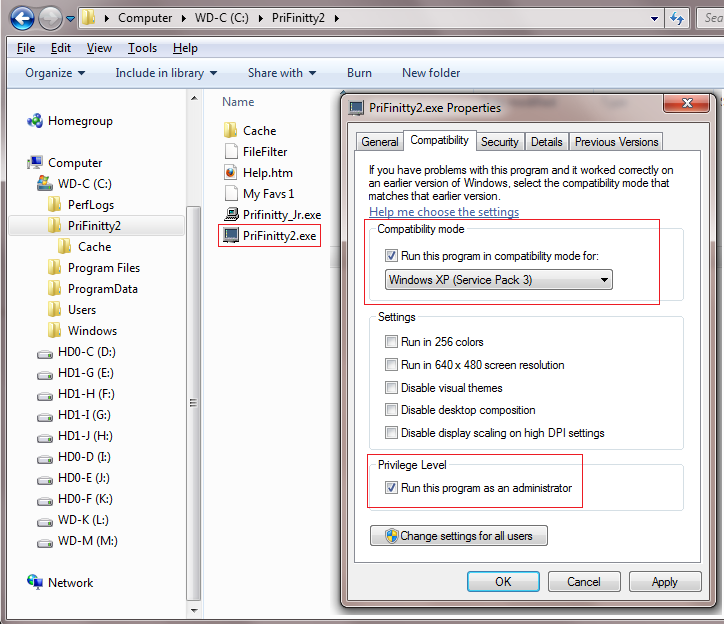 Computer
WD-C (C:)
PriFinitty2
Sea
File
Edit
View
Tools
Help
Organize
Include in library
Share with
Burn
New folder
Homegroup
Computer
WD-C (C:)
PerfLogs
PriFinitty2
Cache
Program Files
ProgramData
Users
Windows
HD0-C (D:)
HD1-G (E:)
HD1-H (F:)
HD1-I (G:)
HD1-J (H:)
HD0-D (I:)
HD0-E (J:)
HD0-F (K:)
WD-K (L:)
WD-M (M:)
Network
Name
Cache
FileFilter
Help.htm
My Favs 1
Prifinitty_Jr.exe
PriFinitty2.exe
PriFinitty2.exe Properties
General
Compatibility
Security
Details
Previous Versions
If you have problems with this program and it worked correctly on
an earlier version of Windows, select the compatibility mode that
matches that earlier version.
Help me choose the settings
Compatibility mode
Run this program in compatibility mode for:
Windows XP (Service Pack 3)
Settings
Run in 256 colors
Run in 640 x 480 screen resolution
Disable visual themes
Disable desktop composition
Disable display scaling on high DPI settings
Privilege Level
Run this program as an administrator
Change settings for all users
OK
Cancel
Apply